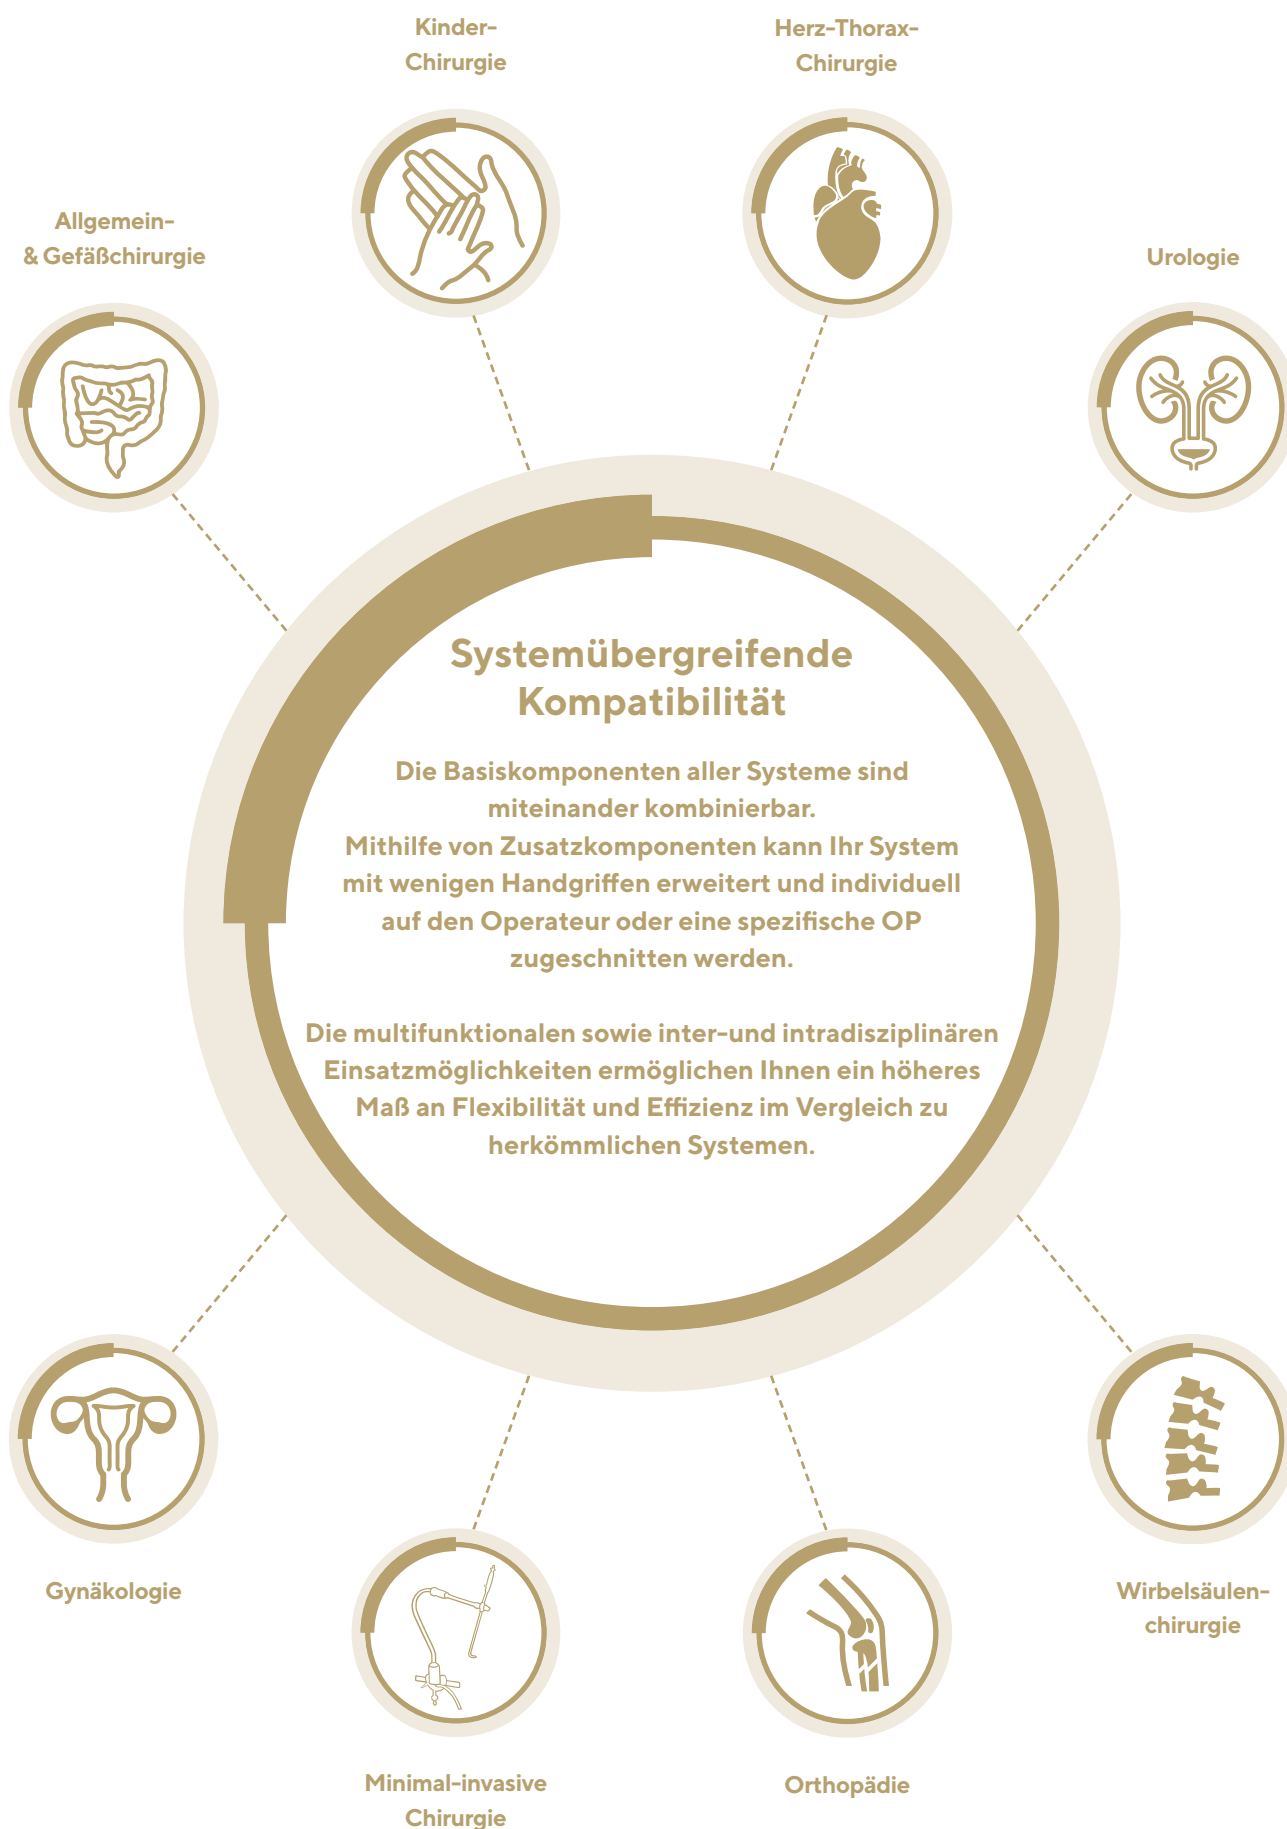 Kinder-
Chirurgie
Herz-Thorax-
Chirurgie
Allgemein-
& Gefäßchirurgie
Urologie
Systemübergreifende
Kompatibilität
Die Basiskomponenten aller Systeme sind
miteinander kombinierbar.
Mithilfe von Zusatzkomponenten kann Ihr System
mit wenigen Handgriffen erweitert und individuell
auf den Operateur oder eine spezifische OP
zugeschnitten werden.
Die multifunktionalen sowie inter-und intradisziplinären
Einsatzmöglichkeiten ermöglichen Ihnen ein höheres
Maß an Flexibilität und Effizienz im Vergleich zu
herkömmlichen Systemen.
Gynäkologie
Wirbelsäulen-
chirurgie
Minimal-invasive
Chirurgie
Orthopädie